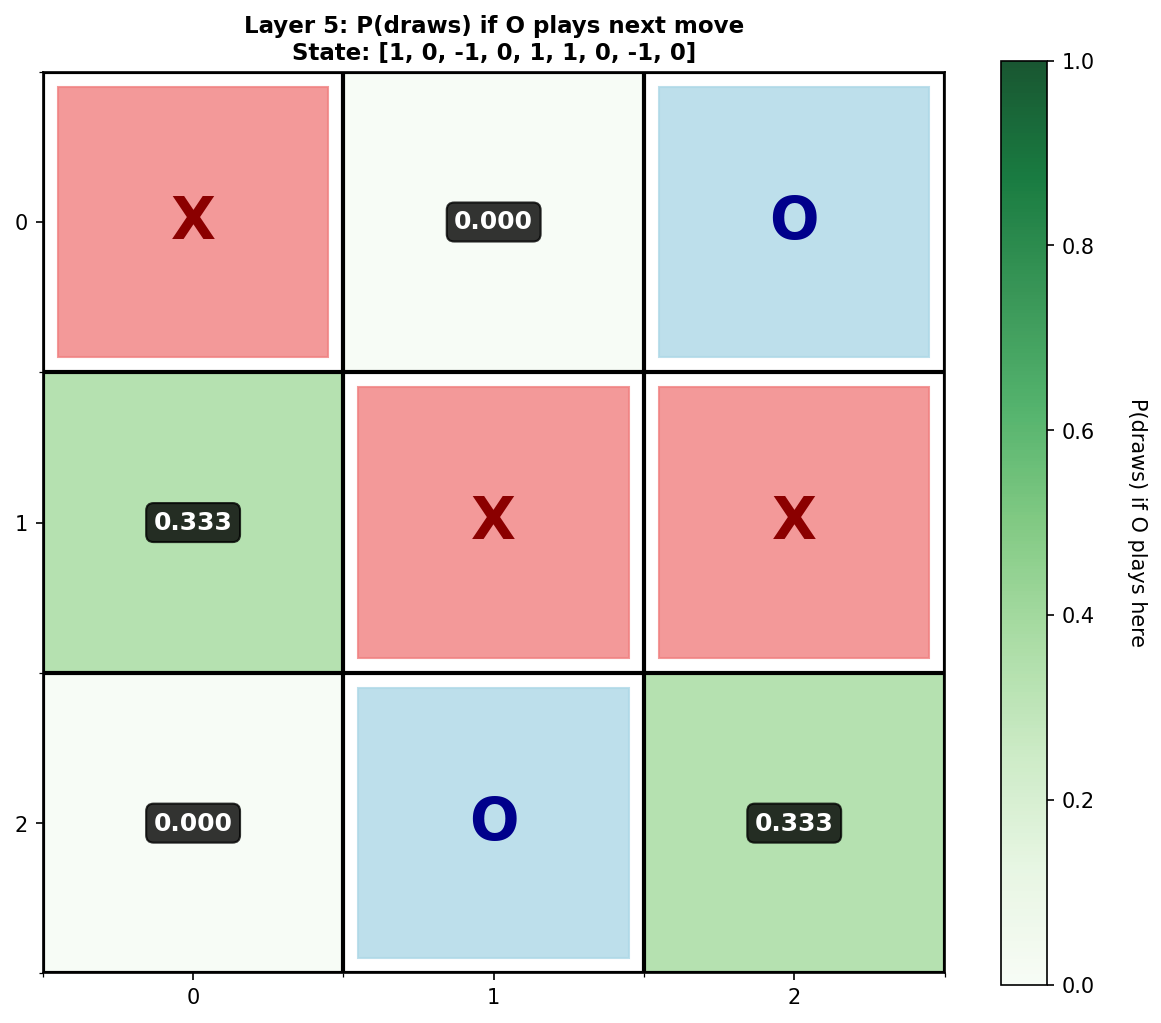 Layer 5: P(draws) if O plays next move
State: [1, 0, -1, 0, 1, 1, 0, -1, 0]
X
0.000
O
0.333
X
X
0.000
O
0.333
0
1
2
0
1
2
1.0
0.8
0.6
0.4
0.2
0.0
P(draws) if O plays here